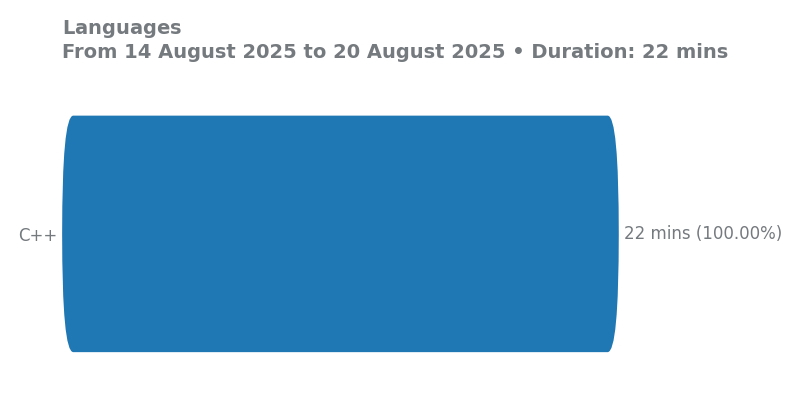 Languages
From 14 August 2025 to 20 August 2025 • Duration: 22 mins
C++
22 mins (100.00%)